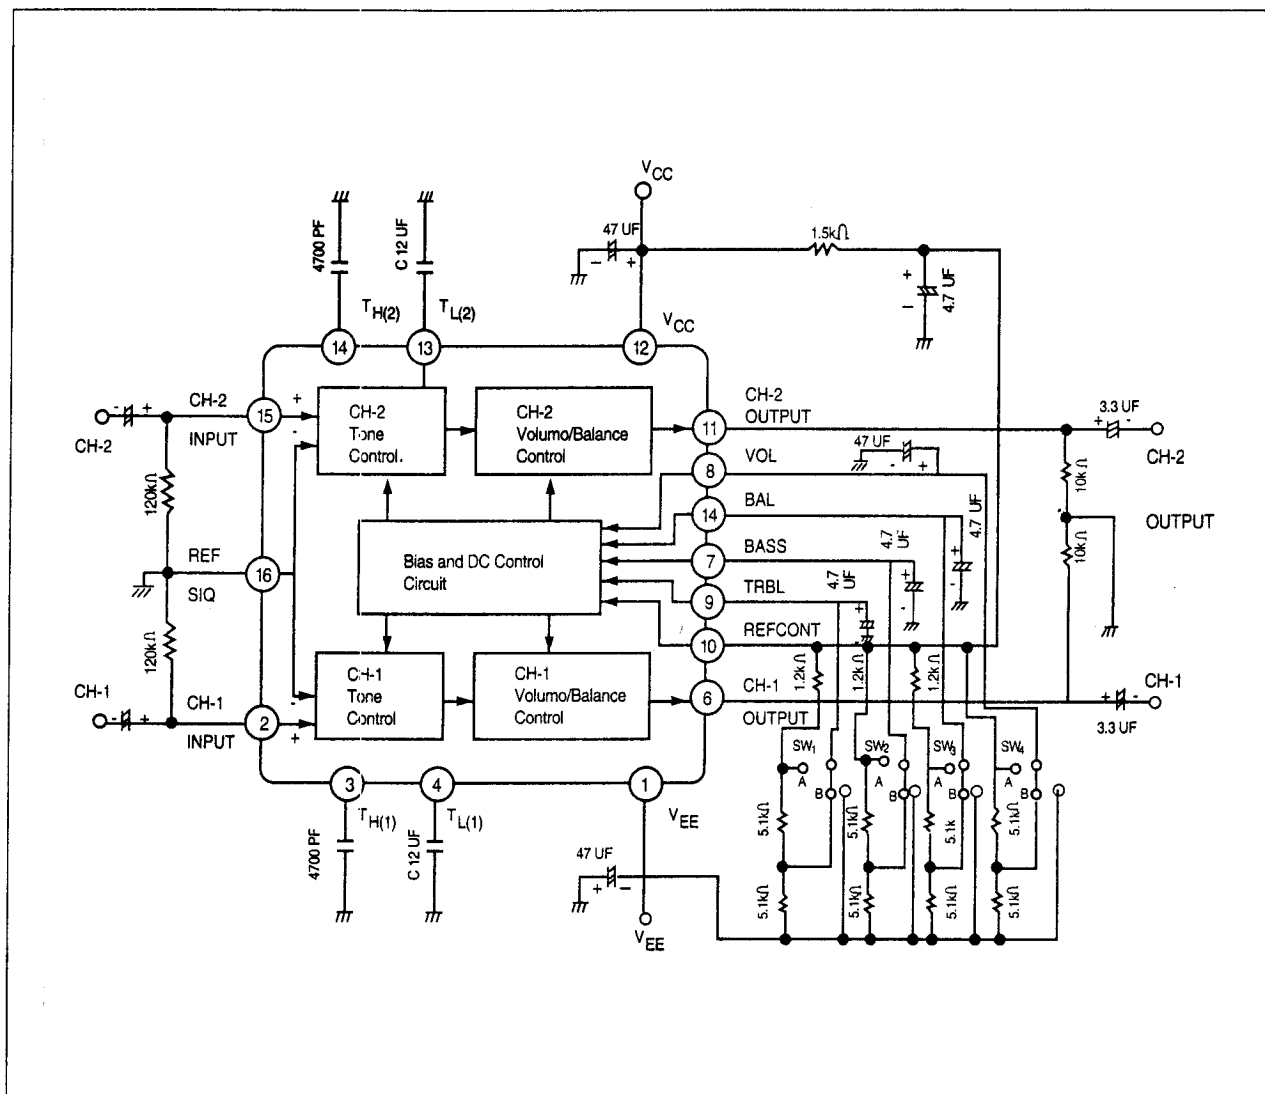 VCC
47 UF
− +
1.5kΩ
+
−
4.7 UF
4700 PF
C 12 UF
TH(2)
TL(2)
VCC
14
13
12
CH-2
- +
CH-2
INPUT
15
+
-
CH-2
Tone
Control.
CH-2
Volumo/Balance
Control
11
CH-2
OUTPUT
3.3 UF
+ -
CH-2
OUTPUT
10kΩ
10kΩ
8
VOL
47 UF
- +
14
BAL
4.7 UF
+
-
7
BASS
4.7 UF
+
-
9
TRBL
4.7 UF
+
-
10
REFCONT
120kΩ
REF
16
SIQ
120kΩ
Bias and DC Control
Circuit
CH-1
- +
CH-1
INPUT
2
-
+
CH-1
Tone
Control
CH-1
Volumo/Balance
Control
6
CH-1
OUTPUT
+ -
CH-1
3.3 UF
1.2kΩ
1.2kΩ
1.2kΩ
SW1
A
B
SW2
A
B
SW3
A
B
SW4
A
B
5.1kΩ
5.1kΩ
5.1k
5.1kΩ
5.1kΩ
5.1kΩ
5.1kΩ
5.1kΩ
3
4
1
TH(1)
TL(1)
VEE
4700 PF
C 12 UF
47 UF
+ −
VEE